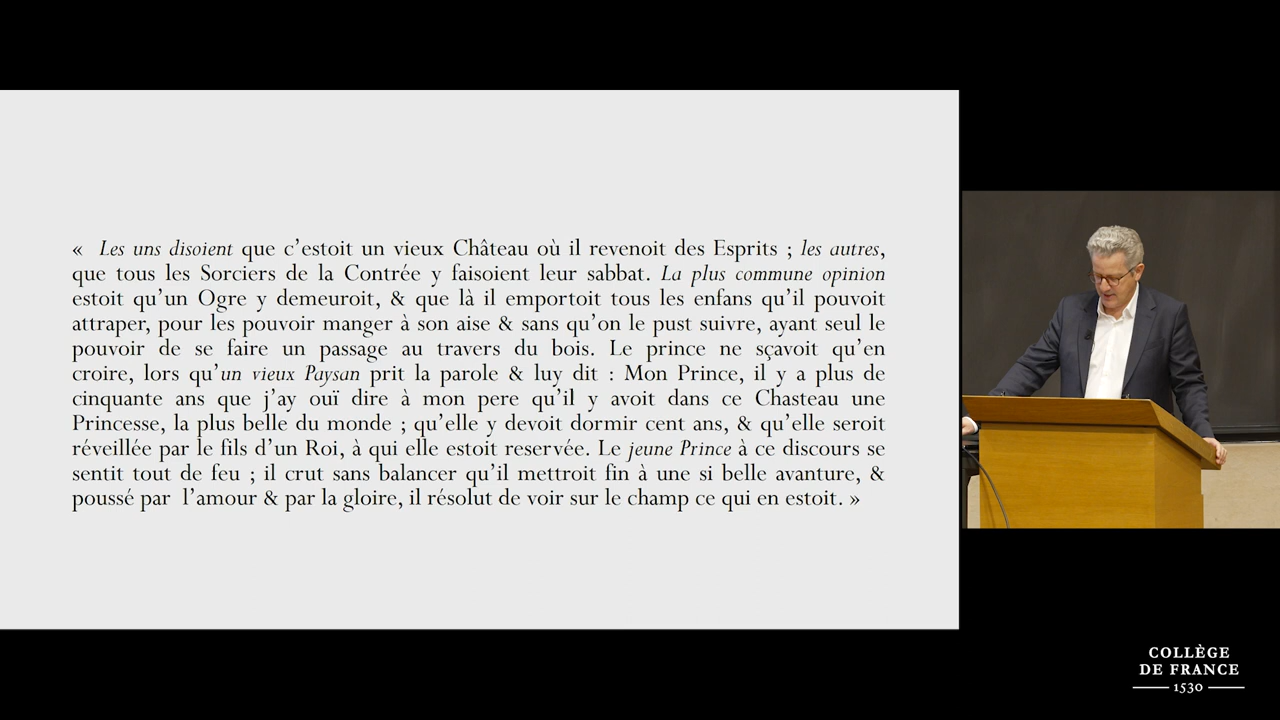 « Les uns disoient que c’estoit un vieux Château où il revenoit des Esprits ; les autres,
que tous les Sorciers de la Contrée y faisoient leur sabbat. La plus commune opinion
estoit qu’un Ogre y demeuroit, & que là il emportoit tous les enfans qu’il pouvoit
attraper, pour les pouvoir manger à son aise & sans qu’on le pust suivre, ayant seul le
pouvoir de se faire un passage au travers du bois. Le prince ne sçavoit qu’en
croire, lors qu’un vieux Paysan prit la parole & luy dit : Mon Prince, il y a plus de
cinquante ans que j’ay ouï dire à mon pere qu’il y avoit dans ce Chasteau une
Princesse, la plus belle du monde ; qu’elle y devoit dormir cent ans, & qu’elle seroit
réveillée par le fils d’un Roi, à qui elle estoit reservée. Le jeune Prince à ce discours se
sentit tout de feu ; il crut sans balancer qu’il mettroit fin à une si belle avanture, &
poussé par l’amour & par la gloire, il résolut de voir sur le champ ce qui en estoit. »
COLLÈGE
DE FRANCE
1530